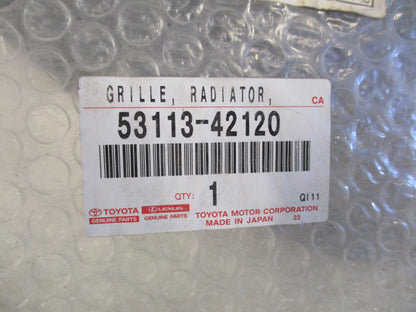 GRILLE, RADIATOR,
CA
53113-42120
QTY: 1
QI11
TOYOTA
GENUINE PARTS
LEXUS
GENUINE PARTS
TOYOTA MOTOR CORPORATION
MADE IN JAPAN 23